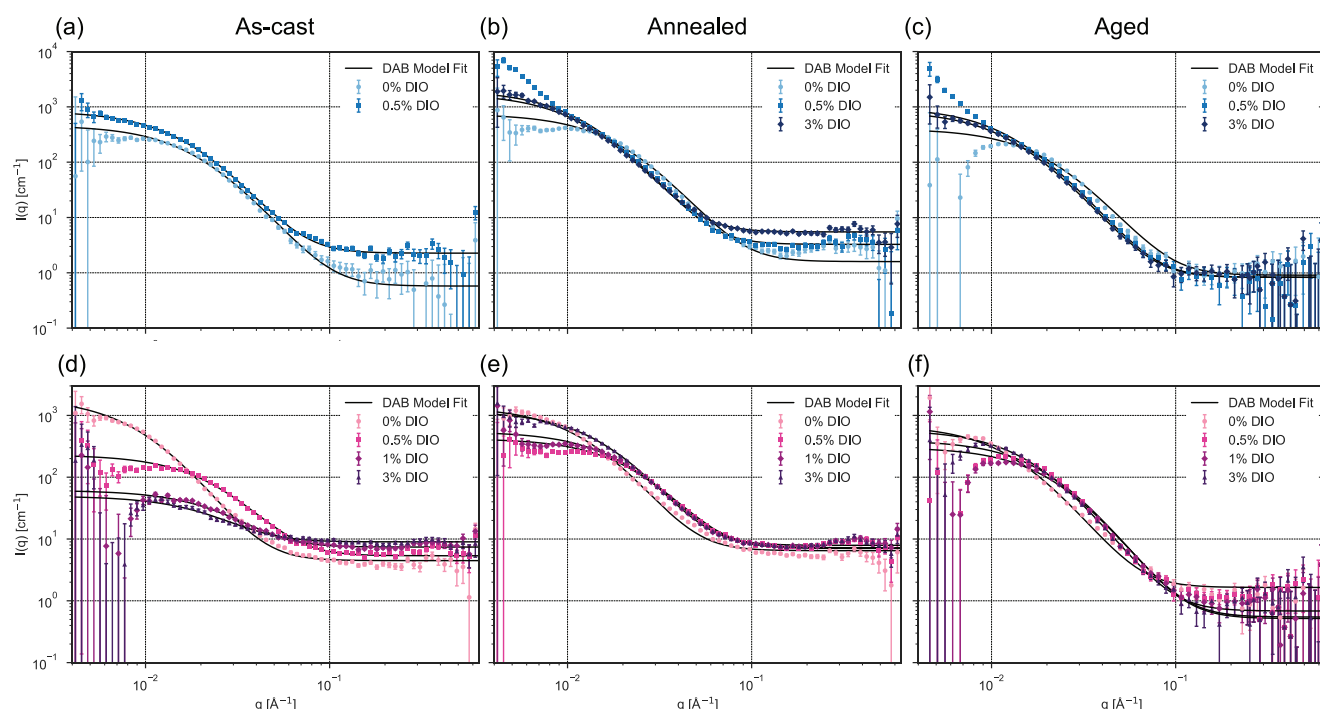 (a) As-cast (b) Annealed (c) Aged
10⁴
10³
10²
10¹
10⁰
10⁻¹
I(q) [cm⁻¹]
DAB Model Fit
0% DIO
0.5% DIO
DAB Model Fit
0% DIO
0.5% DIO
3% DIO
DAB Model Fit
0% DIO
0.5% DIO
3% DIO
(d) (e) (f)
10³
10²
10¹
10⁰
10⁻¹
I(q) [cm⁻¹]
DAB Model Fit
0% DIO
0.5% DIO
1% DIO
3% DIO
DAB Model Fit
0% DIO
0.5% DIO
1% DIO
3% DIO
DAB Model Fit
0% DIO
0.5% DIO
1% DIO
3% DIO
10⁻² 10⁻¹ 10⁻² 10⁻¹ 10⁻² 10⁻¹
q [Å⁻¹] q [Å⁻¹] q [Å⁻¹]